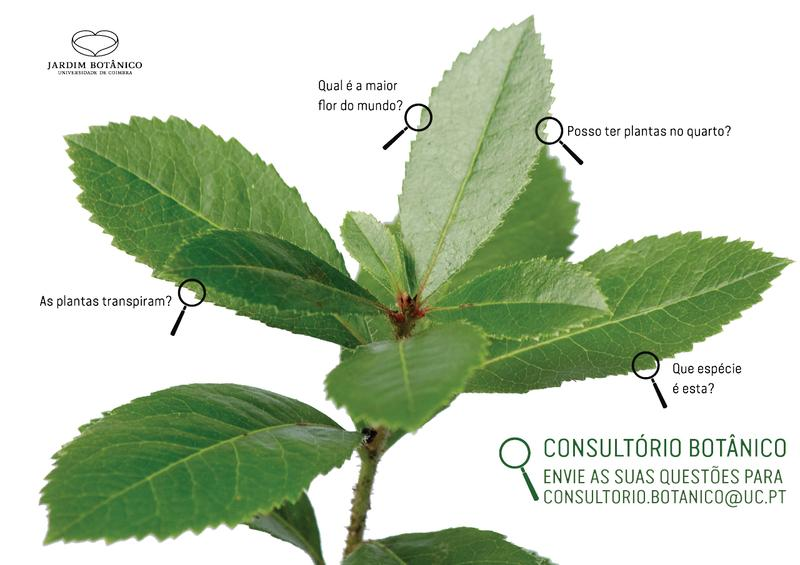 JARDIM BOTÂNICO
UNIVERSIDADE DE COIMBRA
Qual é a maior
flor do mundo?
Posso ter plantas no quarto?
As plantas transpiram?
Que espécie
é esta?
CONSULTÓRIO BOTÂNICO
ENVIE AS SUAS QUESTÕES PARA
CONSULTORIO.BOTANICO@UC.PT